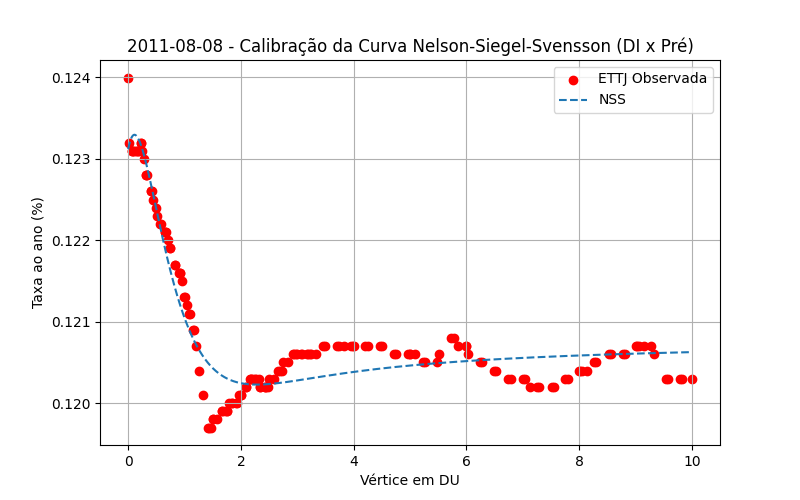 2011-08-08 - Calibração da Curva Nelson-Siegel-Svensson (DI x Pré)
ETTJ Observada
NSS
Taxa ao ano (%)
0.124
0.123
0.122
0.121
0.120
0 2 4 6 8 10
Vértice em DU